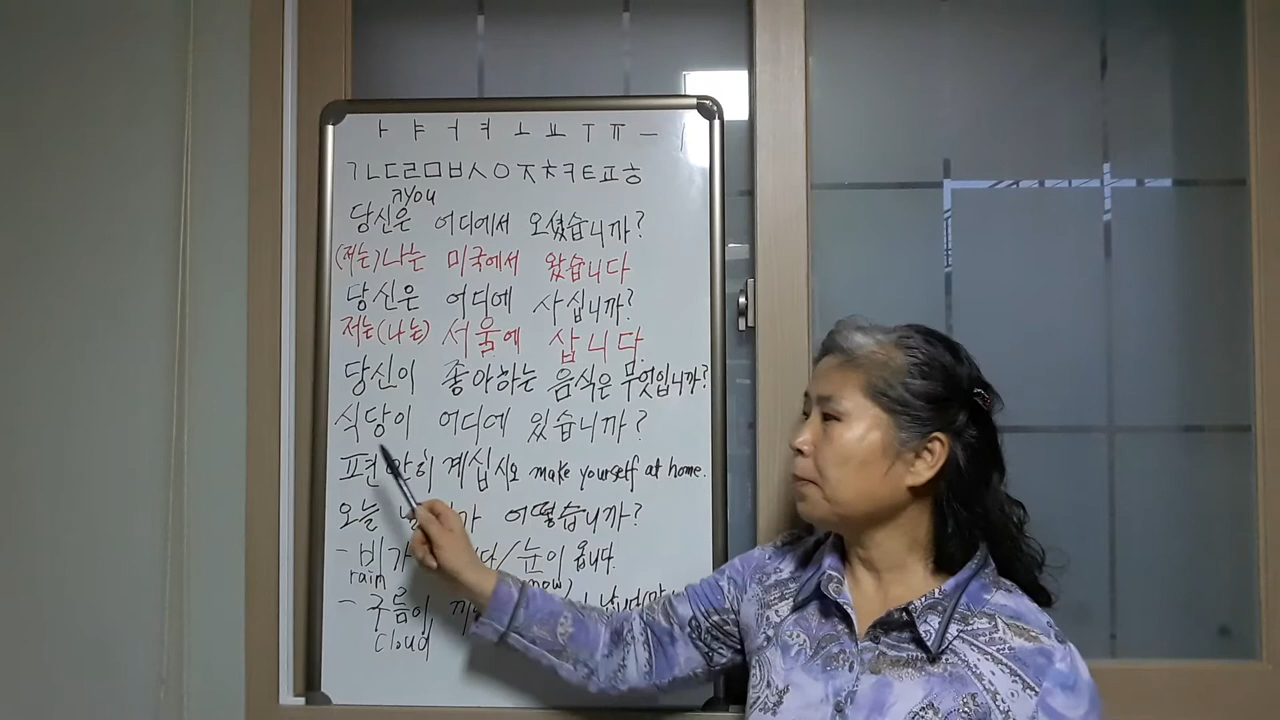 ㅏ ㅑ ㅓ ㅕ ㅗ ㅛ ㅜ ㅠ ㅡ ㅣ
ㄱㄴㄷㄹㅁㅂㅅㅇㅈㅊㅋㅌㅍㅎ
you
당신은 어디에서 오셨습니까?
(저는)나는 미국에서 왔습니다
당신은 어디에 사십니까?
저는(나는) 서울에 삽니다.
당신이 좋아하는 음식은 무엇입니까?
식당이 어디에 있습니까?
편안히 계십시오 make yourself at home.
오늘 어떻습니까?
- 비가 /눈이 옵니다.
rain
- 구름이
cloud